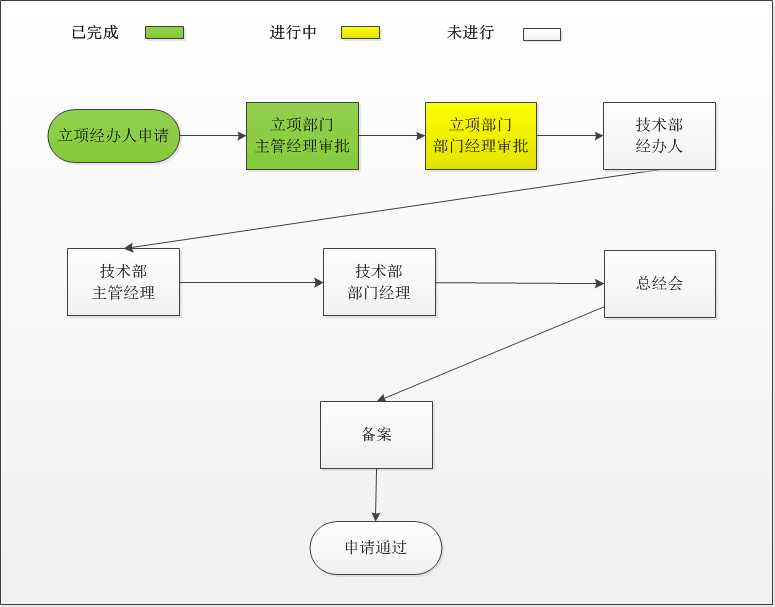 已完成
进行中
未进行
立项经办人申请
立项部门
主管经理审批
立项部门
部门经理审批
技术部
经办人
技术部
主管经理
技术部
部门经理
总经会
备案
申请通过